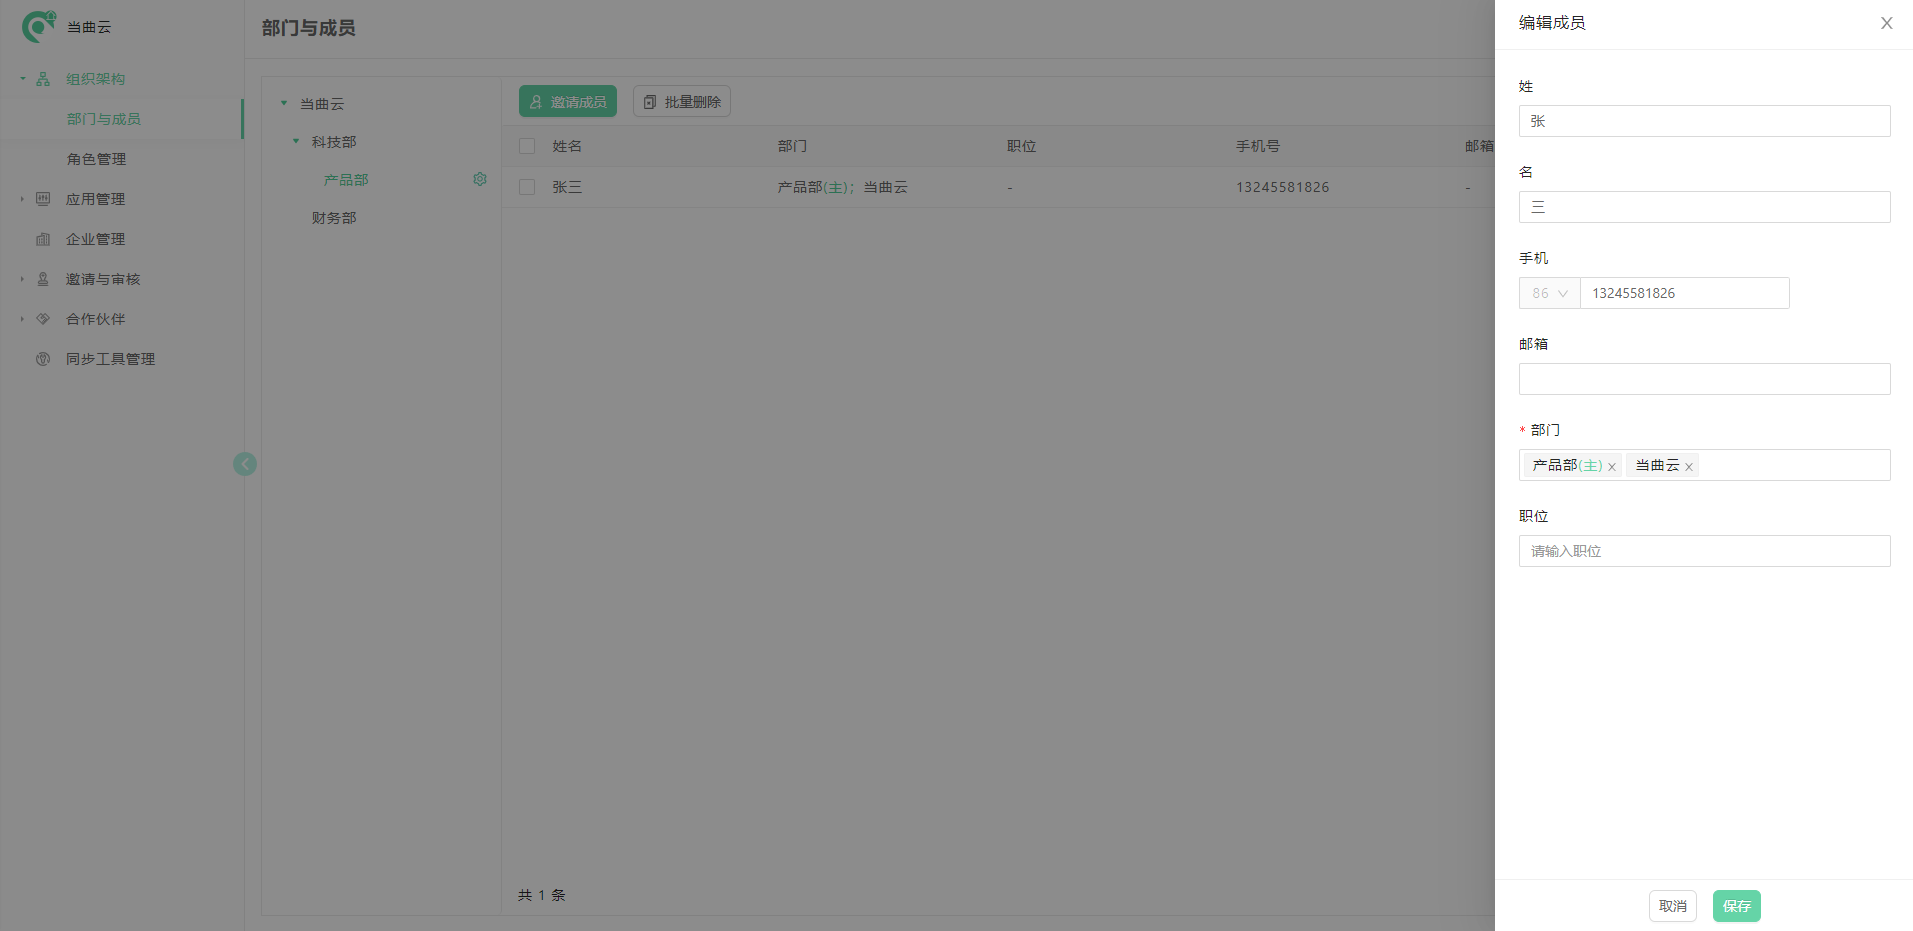 当曲云
组织架构
部门与成员
角色管理
应用管理
企业管理
邀请与审核
合作伙伴
同步工具管理
部门与成员
当曲云
科技部
产品部
财务部
邀请成员 批量删除
姓名 部门 职位 手机号 邮箱
张三 产品部(主); 当曲云 - 13245581826 -
共 1 条
编辑成员
姓
张
名
三
手机
86 13245581826
邮箱
* 部门
产品部(主) x 当曲云 x
职位
请输入职位
取消 保存